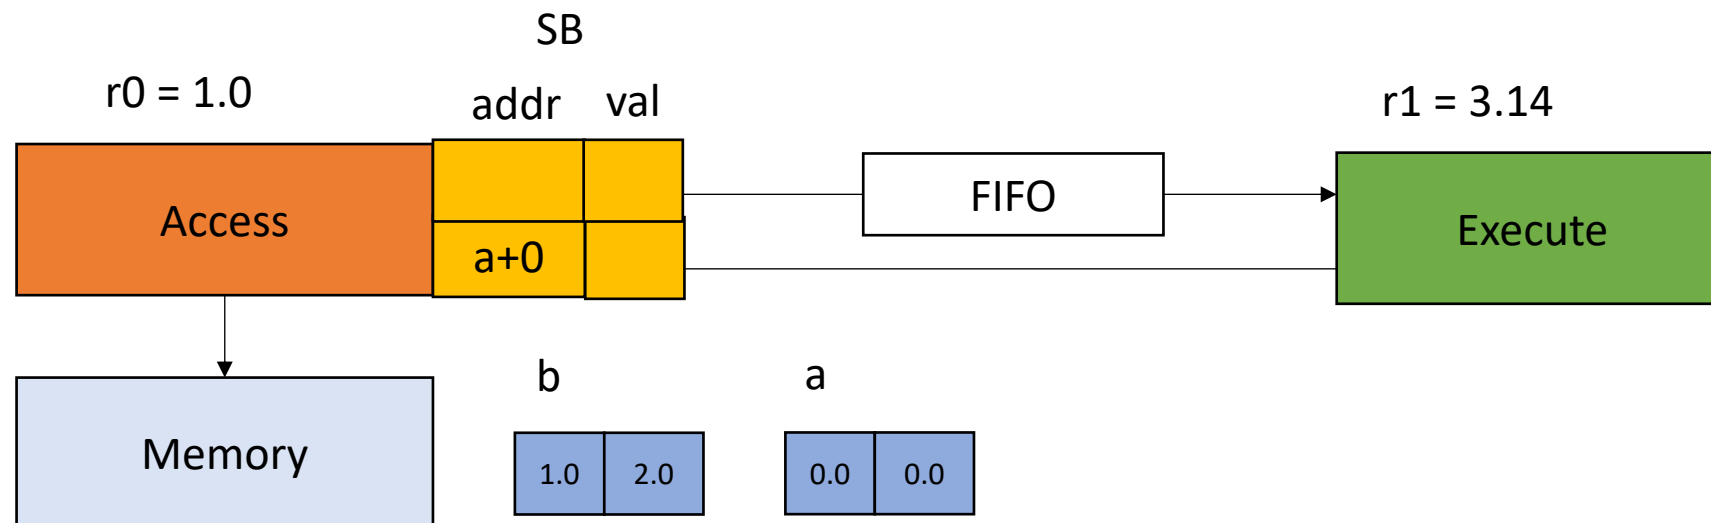 SB
r0 = 1.0
addr
val
r1 = 3.14
Access
FIFO
Execute
a+0
b
a
Memory
1.0
2.0
0.0
0.0